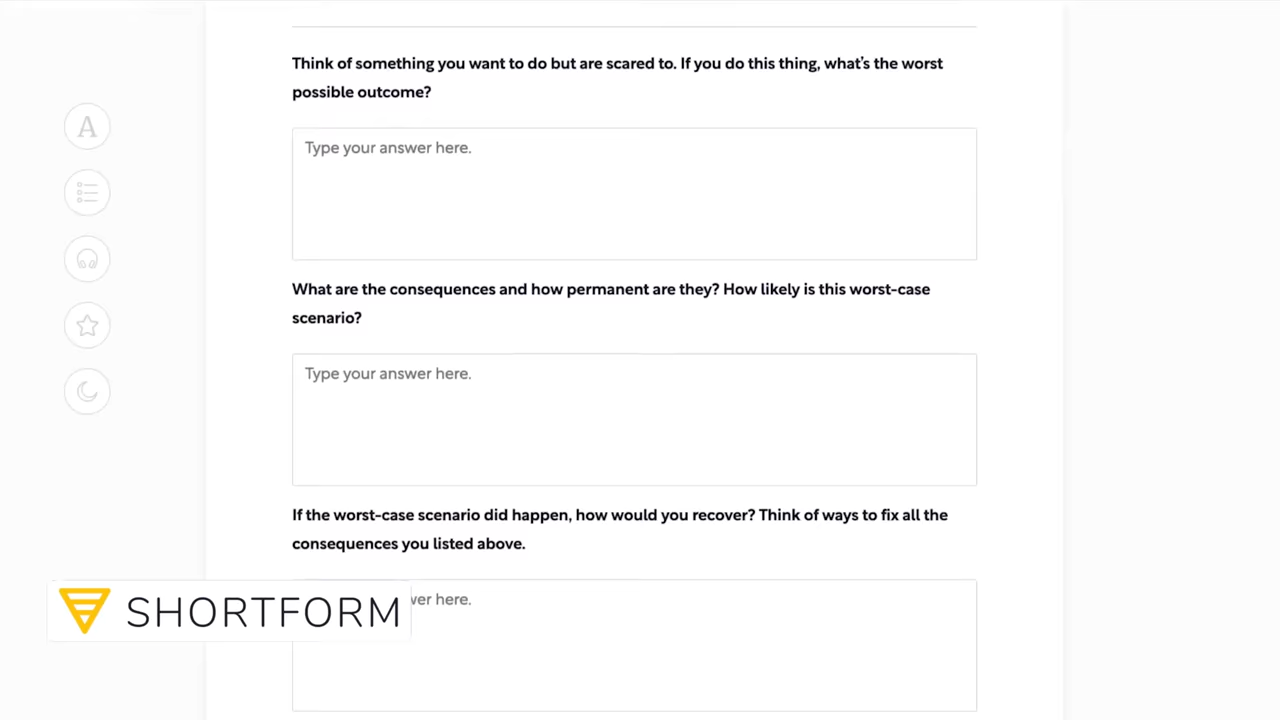 Think of something you want to do but are scared to. If you do this thing, what's the worst
possible outcome?
A
Type your answer here.
What are the consequences and how permanent are they? How likely is this worst-case
scenario?
Type your answer here.
If the worst-case scenario did happen, how would you recover? Think of ways to fix all the
consequences you listed above.
here.
SHORTFORM